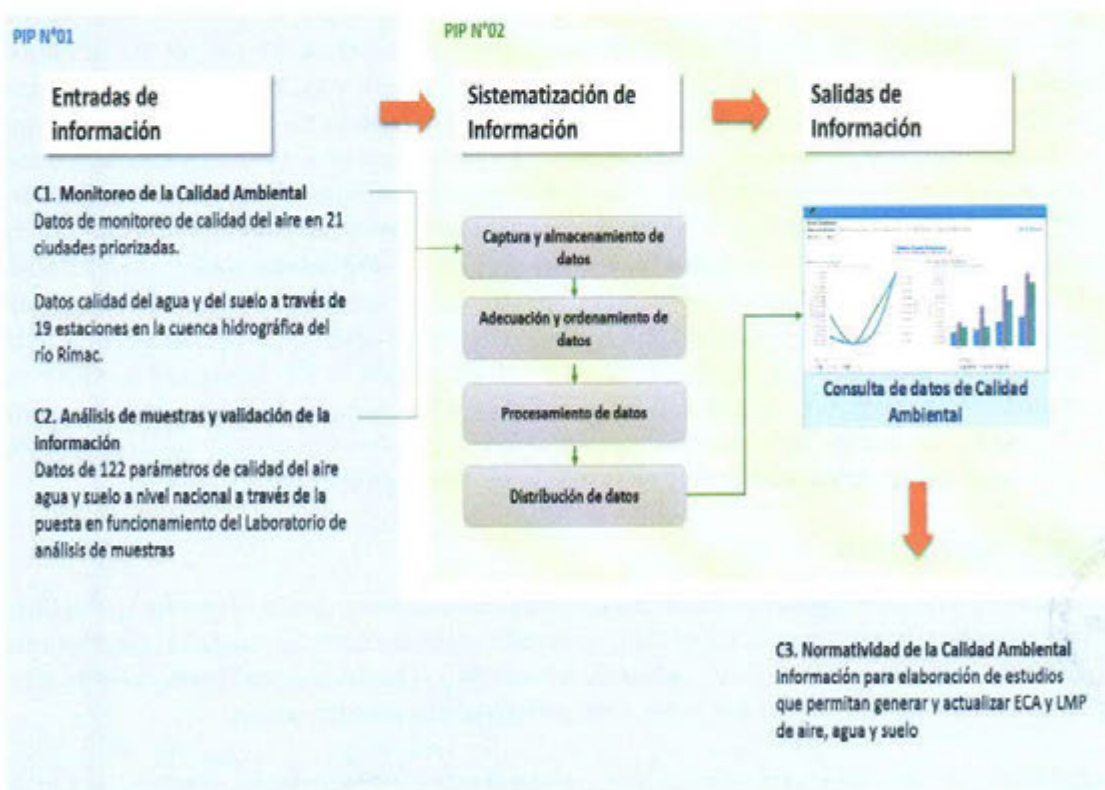 PIP N°01
PIP N°02
Entradas de
información
Sistematización de
Información
Salidas de
Información
C1. Monitoreo de la Calidad Ambiental
Datos de monitoreo de calidad del aire en 21
ciudades priorizadas.
Datos calidad del agua y del suelo a través de
19 estaciones en la cuenca hidrográfica del
río Rímac.
C2. Análisis de muestras y validación de la
información
Datos de 122 parámetros de calidad del aire
agua y suelo a nivel nacional a través de la
puesta en funcionamiento del Laboratorio de
análisis de muestras
Captura y almacenamiento de
datos
Adecuación y ordenamiento de
datos
Procesamiento de datos
Distribución de datos
Consulta de datos de Calidad
Ambiental
C3. Normatividad de la Calidad Ambiental
Información para elaboración de estudios
que permitan generar y actualizar ECA y LMP
de aire, agua y suelo